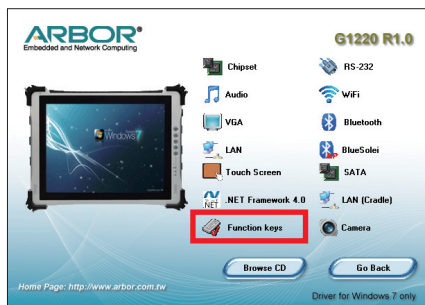 ARBOR®
Embedded and Network Computing
G1220 R1.0
Chipset
RS-232
Audio
WiFi
VGA
Bluetooth
LAN
BlueSolei
Touch Screen
SATA
.NET
.NET Framework 4.0
LAN (Cradle)
Function keys
Camera
Windows 7
Browse CD
Go Back
Home Page: http://www.arbor.com.tw
Driver for Windows 7 only